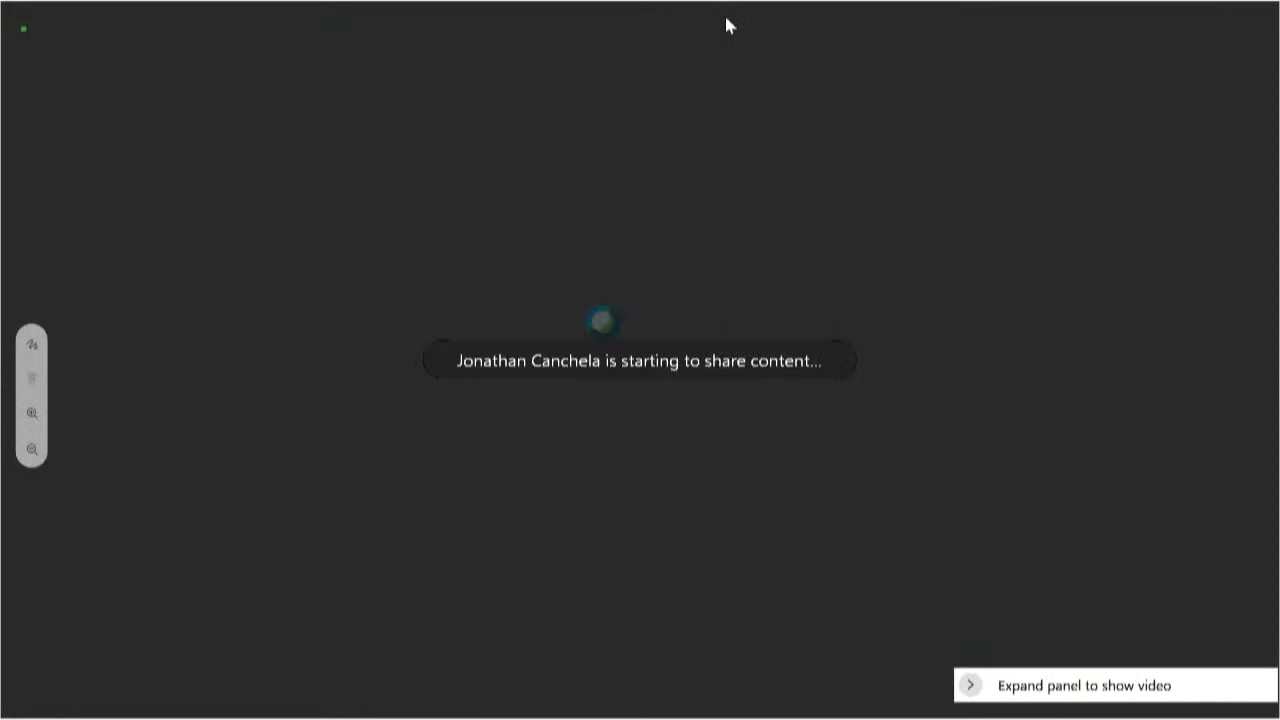 Jonathan Canchela is starting to share content...
Expand panel to show video